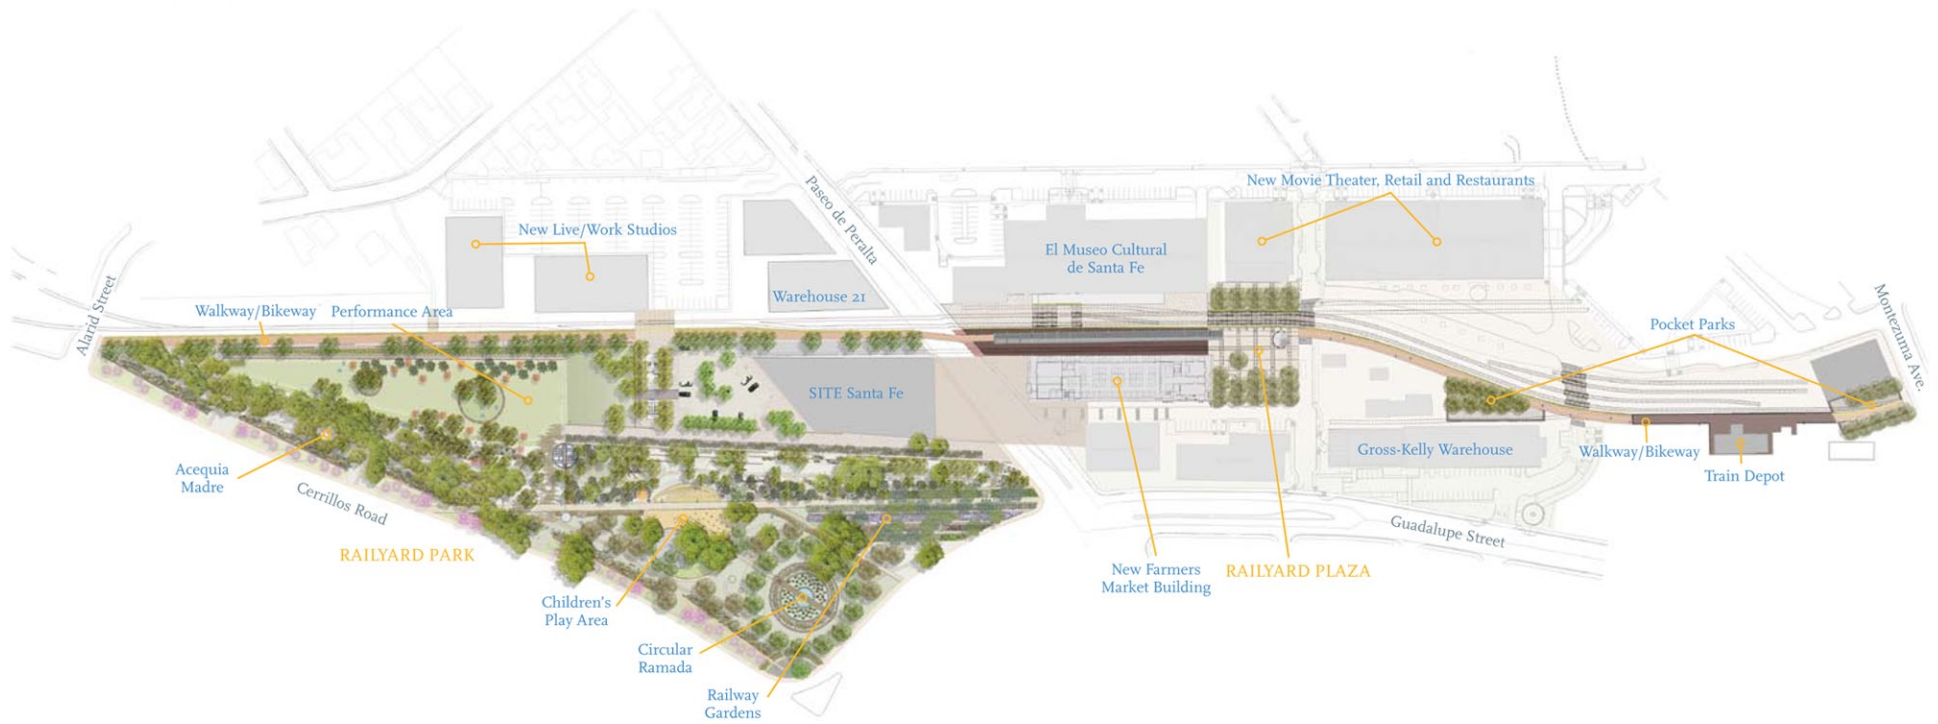 New Movie Theater, Retail and Restaurants
Paseo de Peralta
New Live/Work Studios
El Museo Cultural
de Santa Fe
Warehouse 21
Alarid Street
Walkway/Bikeway
Performance Area
Montezuma Ave.
Pocket Parks
SITE Santa Fe
Gross-Kelly Warehouse
Walkway/Bikeway
Train Depot
Acequia
Madre
Cerrillos Road
Guadalupe Street
RAILYARD PARK
New Farmers
Market Building
RAILYARD PLAZA
Children's
Play Area
Circular
Ramada
Railway
Gardens